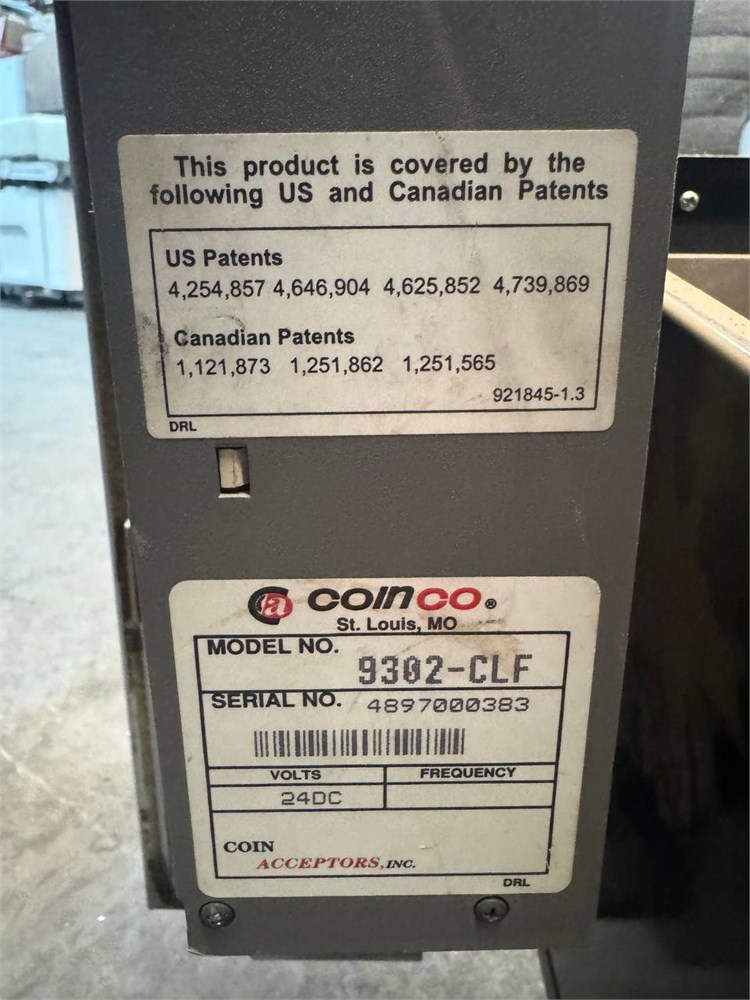 This product is covered by the
following US and Canadian Patents
US Patents
4,254,857 4,646,904 4,625,852 4,739,869
Canadian Patents
1,121,873 1,251,862 1,251,565
921845-1.3
DRL
ca COINCO®
St. Louis, MO
MODEL NO. 9302-CLF
SERIAL NO. 4897000383
VOLTS FREQUENCY
24DC
COIN
ACCEPTORS, INC.
DRL